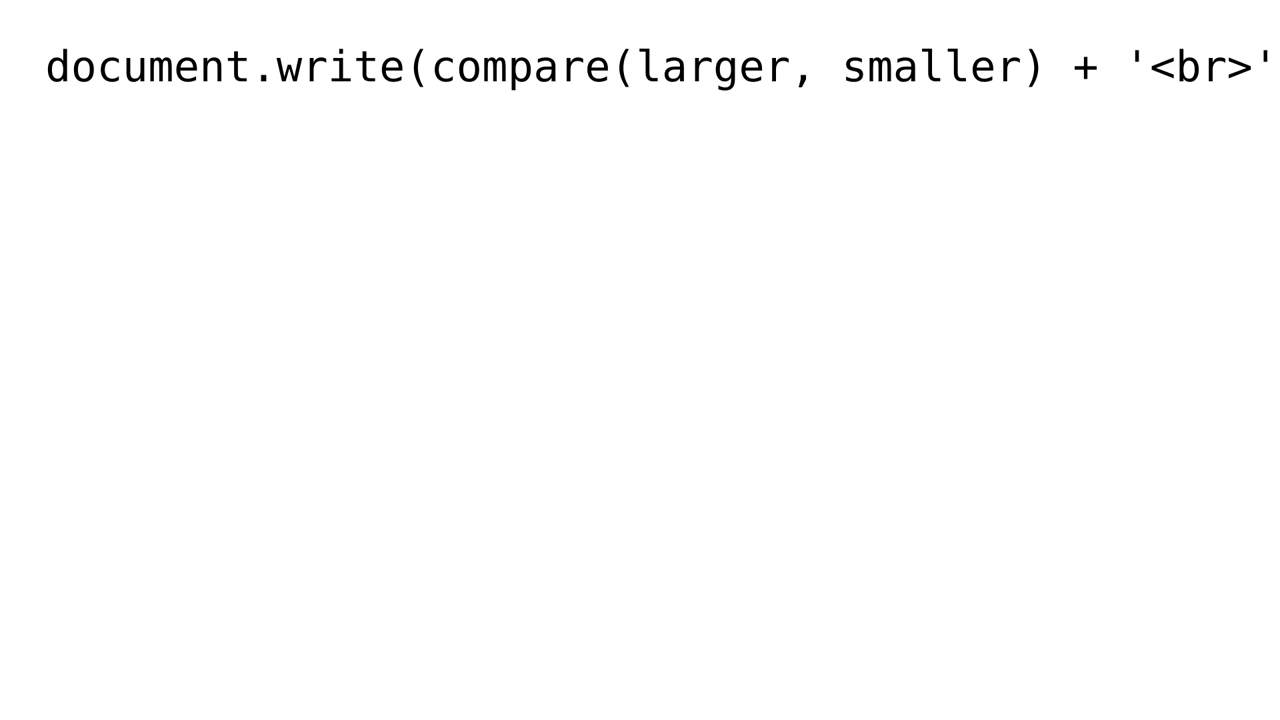 document.write(compare(larger, smaller) + '<br>'